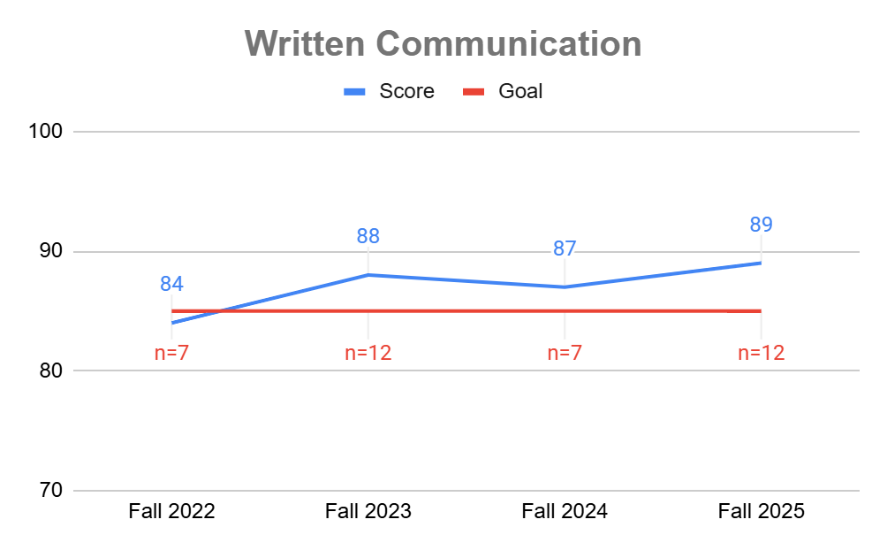 Written Communication
Score Goal
100
90
80
70
84 88 87 89
n=7 n=12 n=7 n=12
Fall 2022 Fall 2023 Fall 2024 Fall 2025